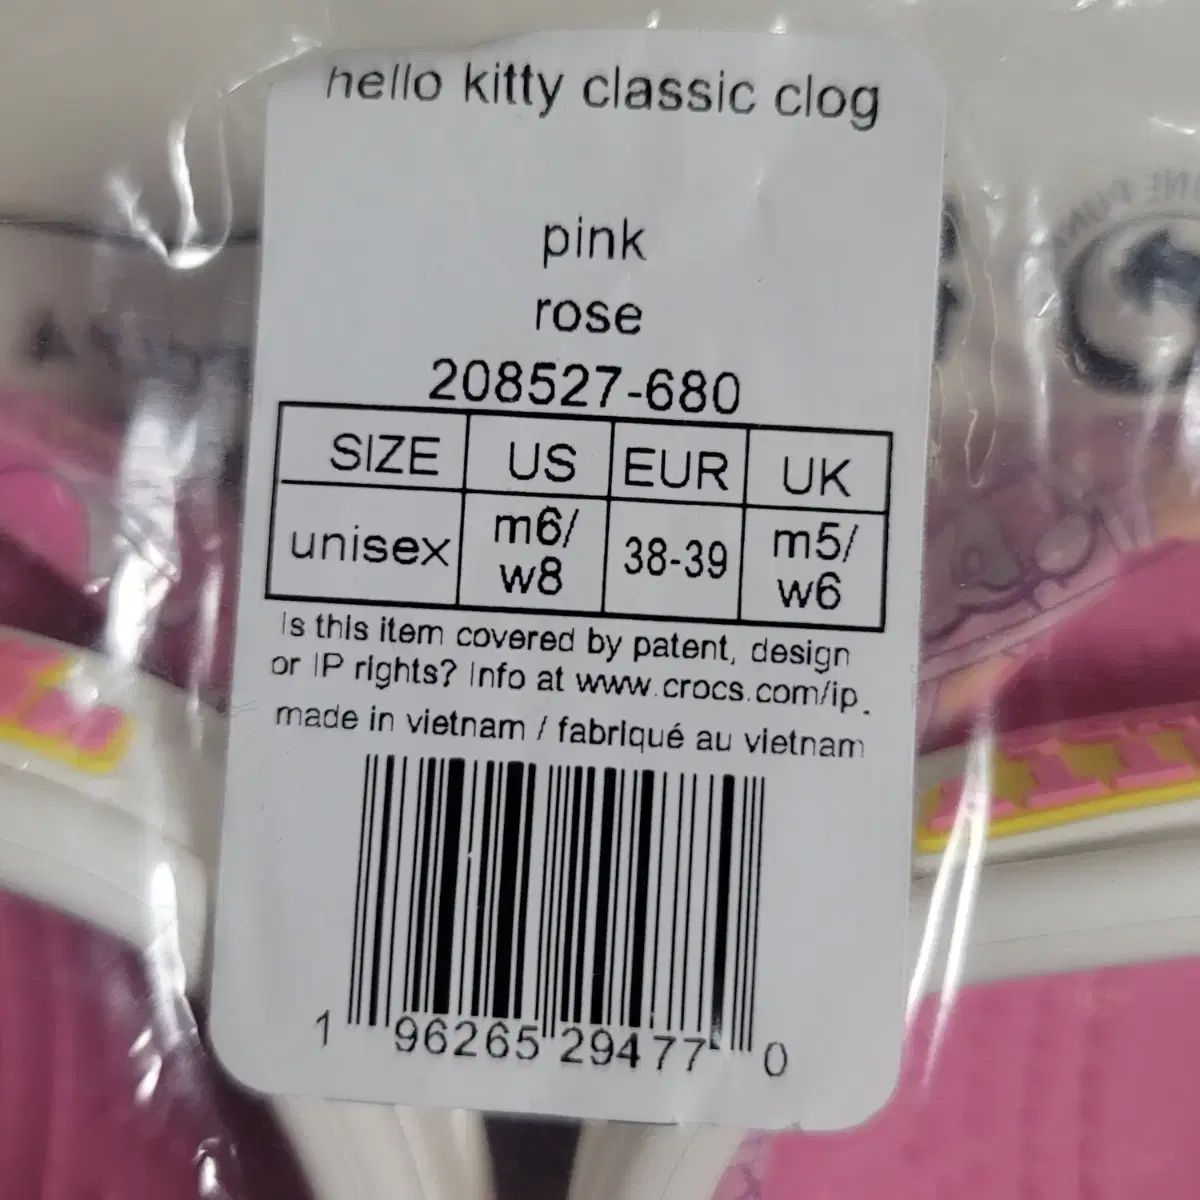 hello kitty classic clog
pink
rose
208527-680
SIZE US EUR UK
unisex m6/ w8 38-39 m5/ w6
Is this item covered by patent, design
or IP rights? Info at www.crocs.com/ip.
made in vietnam / fabriqué au vietnam
1 96265 29477 0